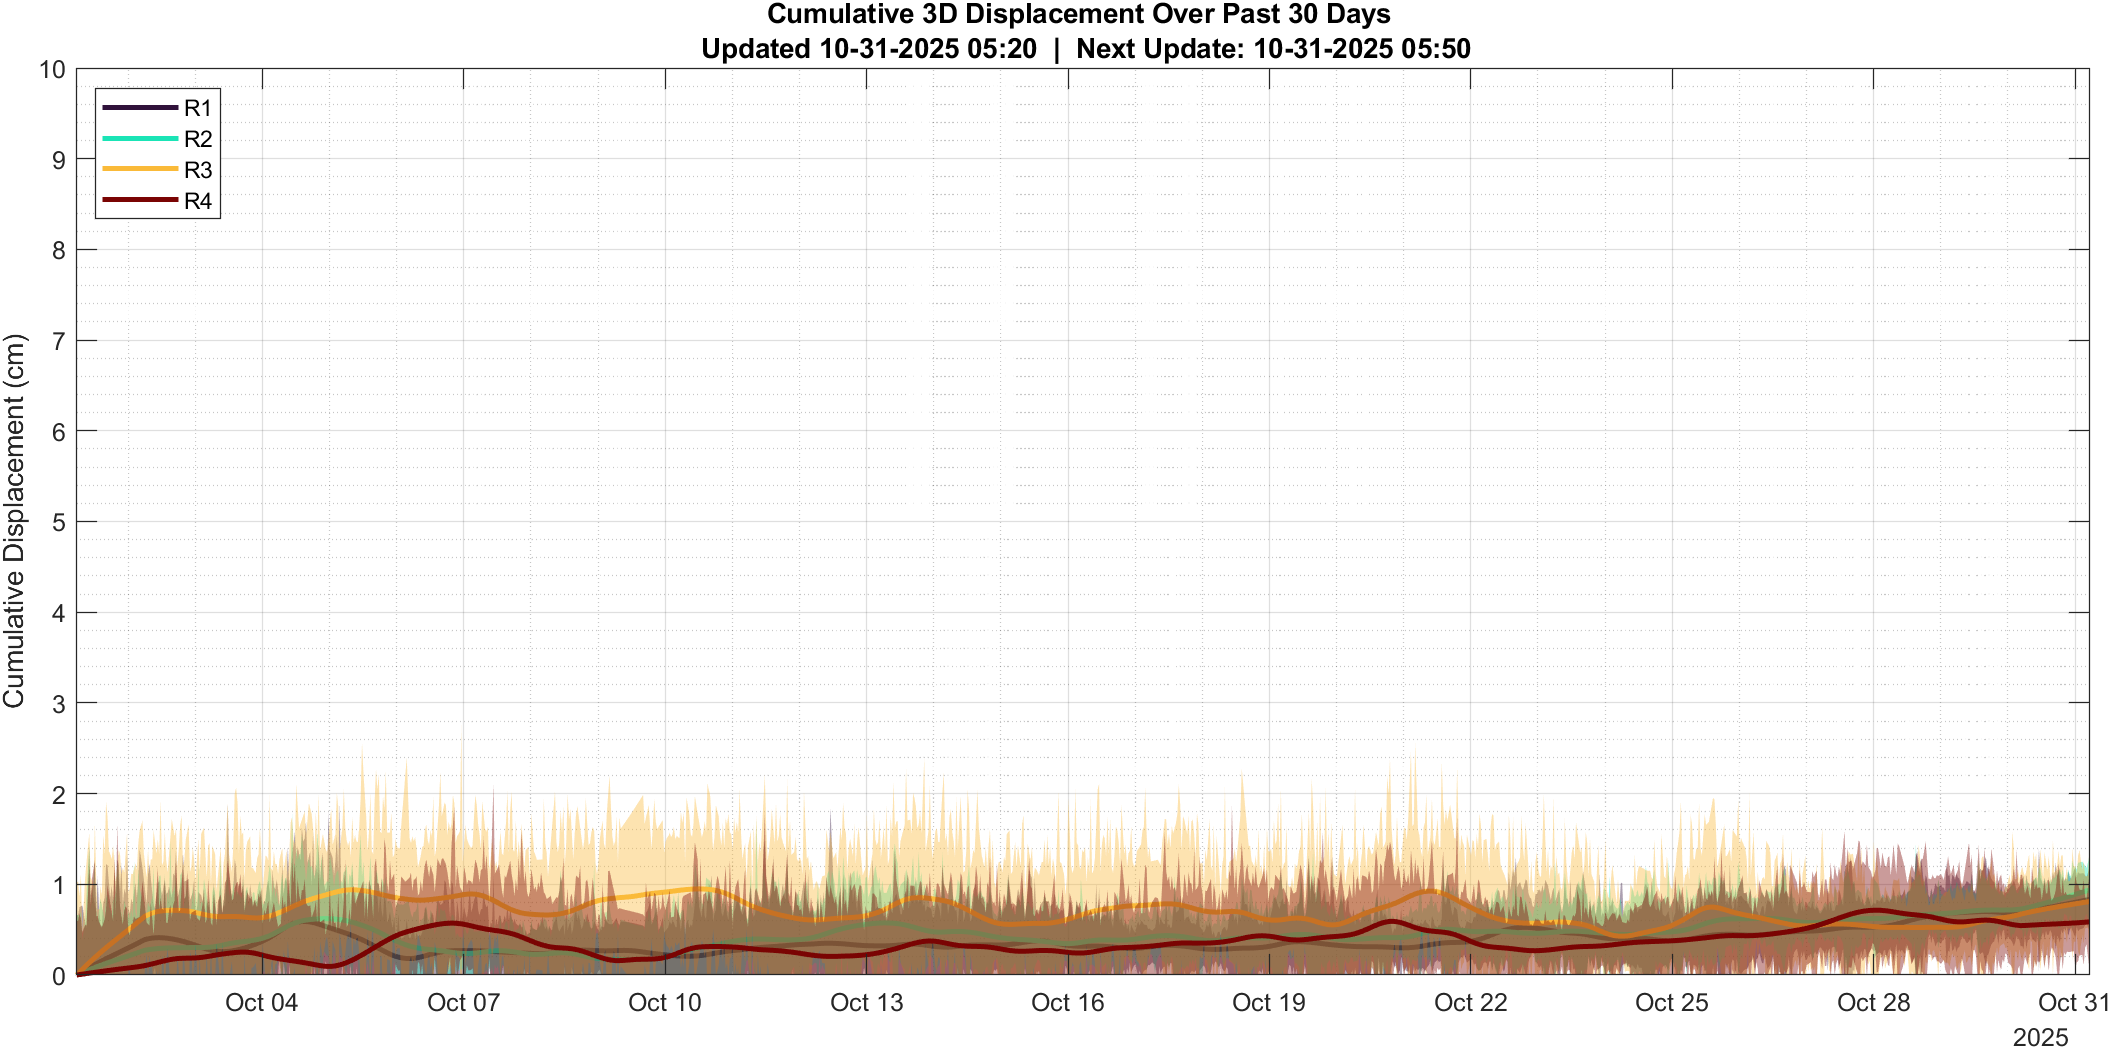 Cumulative 3D Displacement Over Past 30 Days
Updated 10-31-2025 05:20 | Next Update: 10-31-2025 05:50
R1
R2
R3
R4
Cumulative Displacement (cm)
10
9
8
7
6
5
4
3
2
1
0
Oct 04 Oct 07 Oct 10 Oct 13 Oct 16 Oct 19 Oct 22 Oct 25 Oct 28 Oct 31
2025